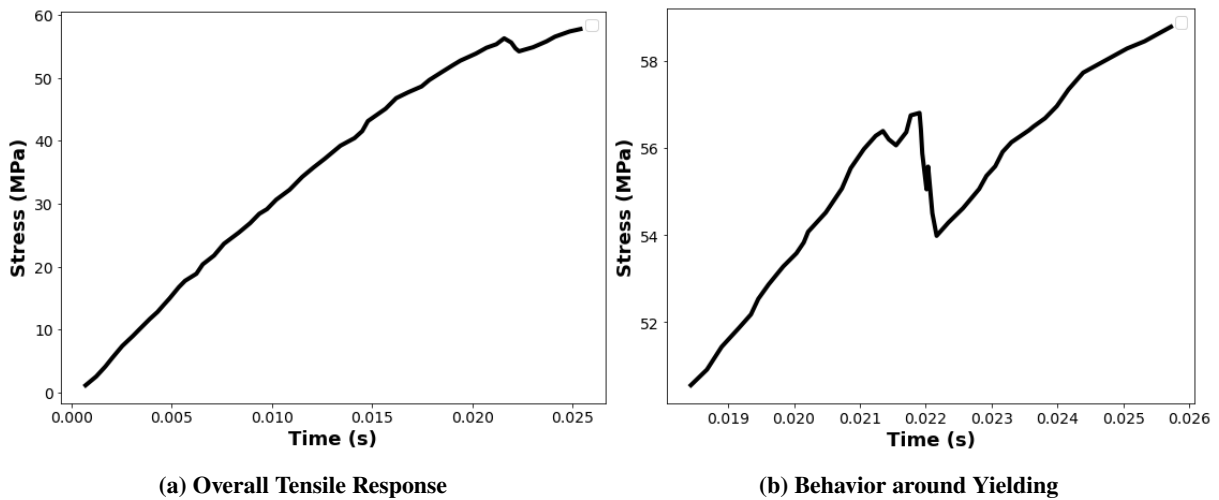 60
50
40
30
20
10
0
Stress (MPa)
0.000 0.005 0.010 0.015 0.020 0.025
Time (s)
(a) Overall Tensile Response
58
56
54
52
Stress (MPa)
0.019 0.020 0.021 0.022 0.023 0.024 0.025 0.026
Time (s)
(b) Behavior around Yielding